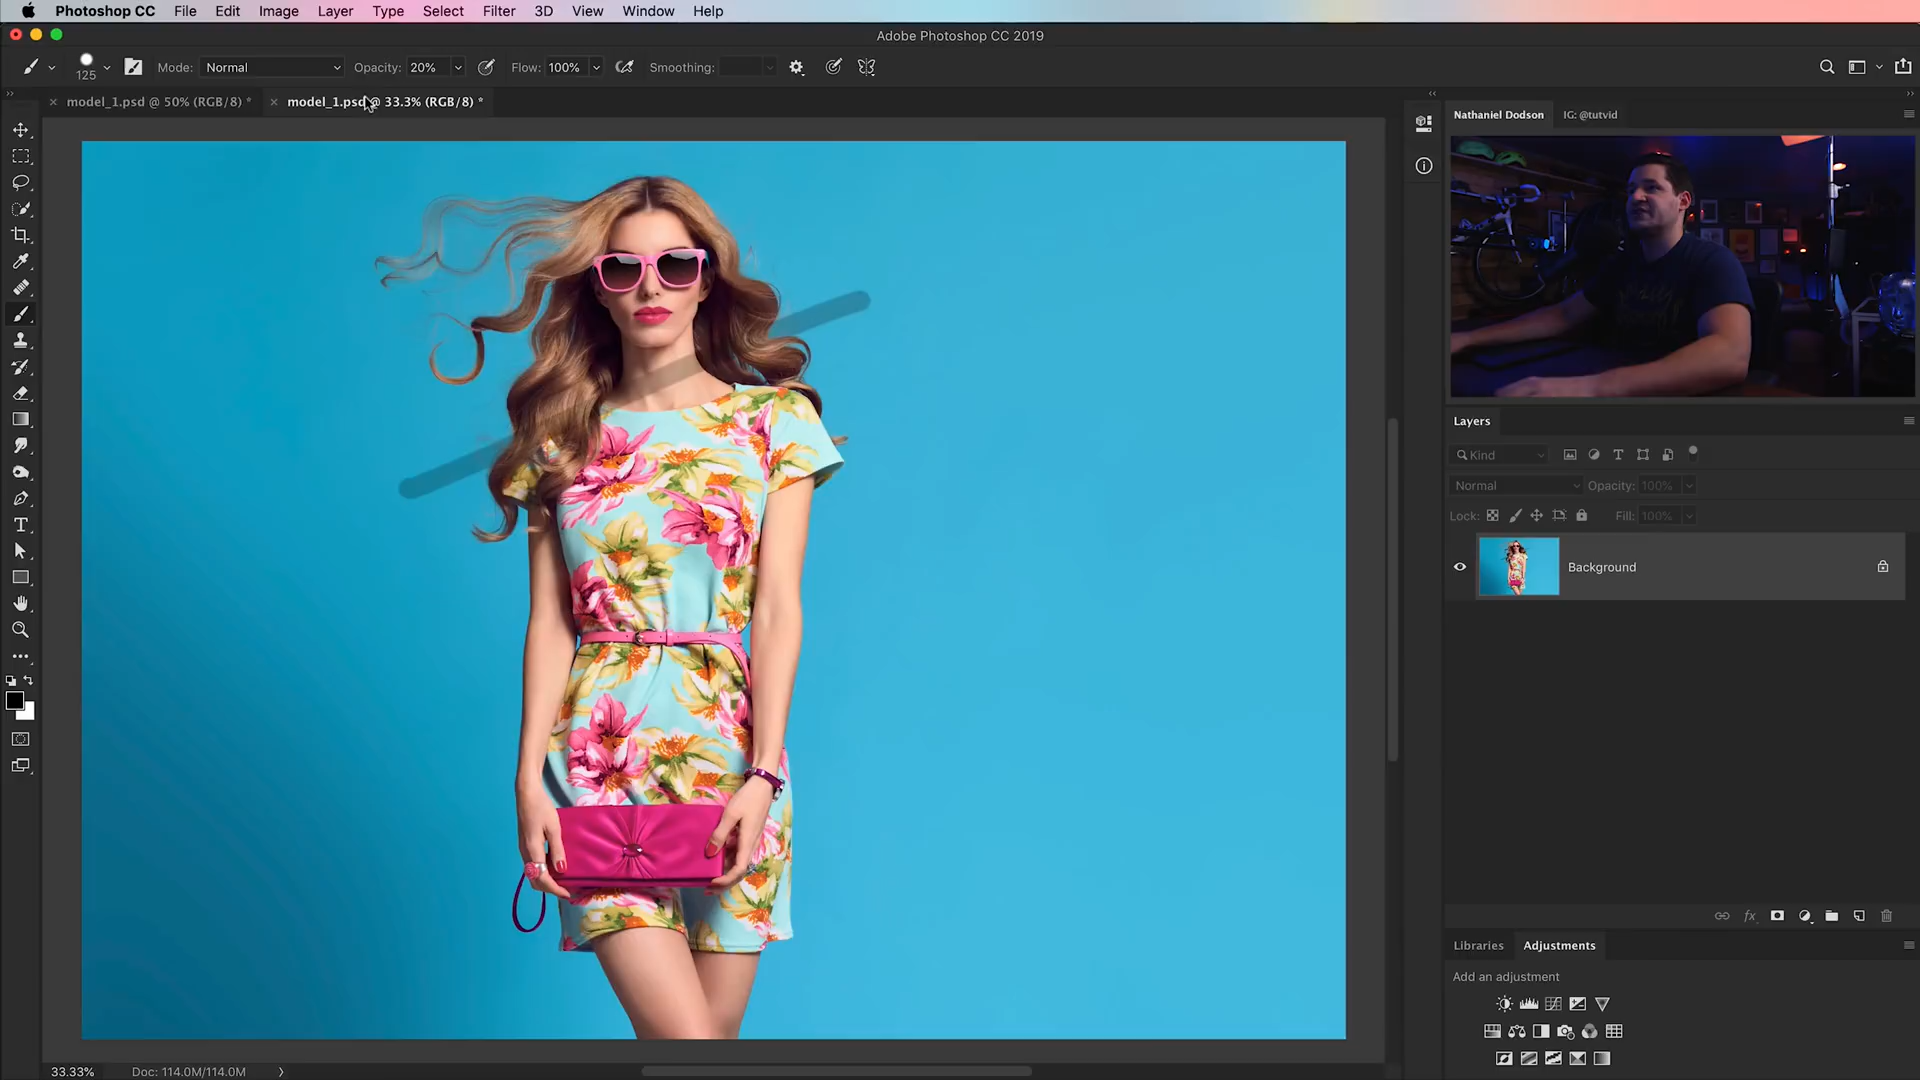 Photoshop CC File Edit Image Layer Type Select Filter 3D View Window Help
Adobe Photoshop CC 2019
125 Mode: Normal Opacity: 20% Flow: 100% Smoothing:
model_1.psd @ 50% (RGB/8) * model_1.psd @ 33.3% (RGB/8) *
Nathaniel Dodson IG: @tutvid
Layers
Kind
Normal Opacity: 100%
Lock: Fill: 100%
Background
Libraries Adjustments
Add an adjustment
33.33% Doc: 114.0M/114.0M